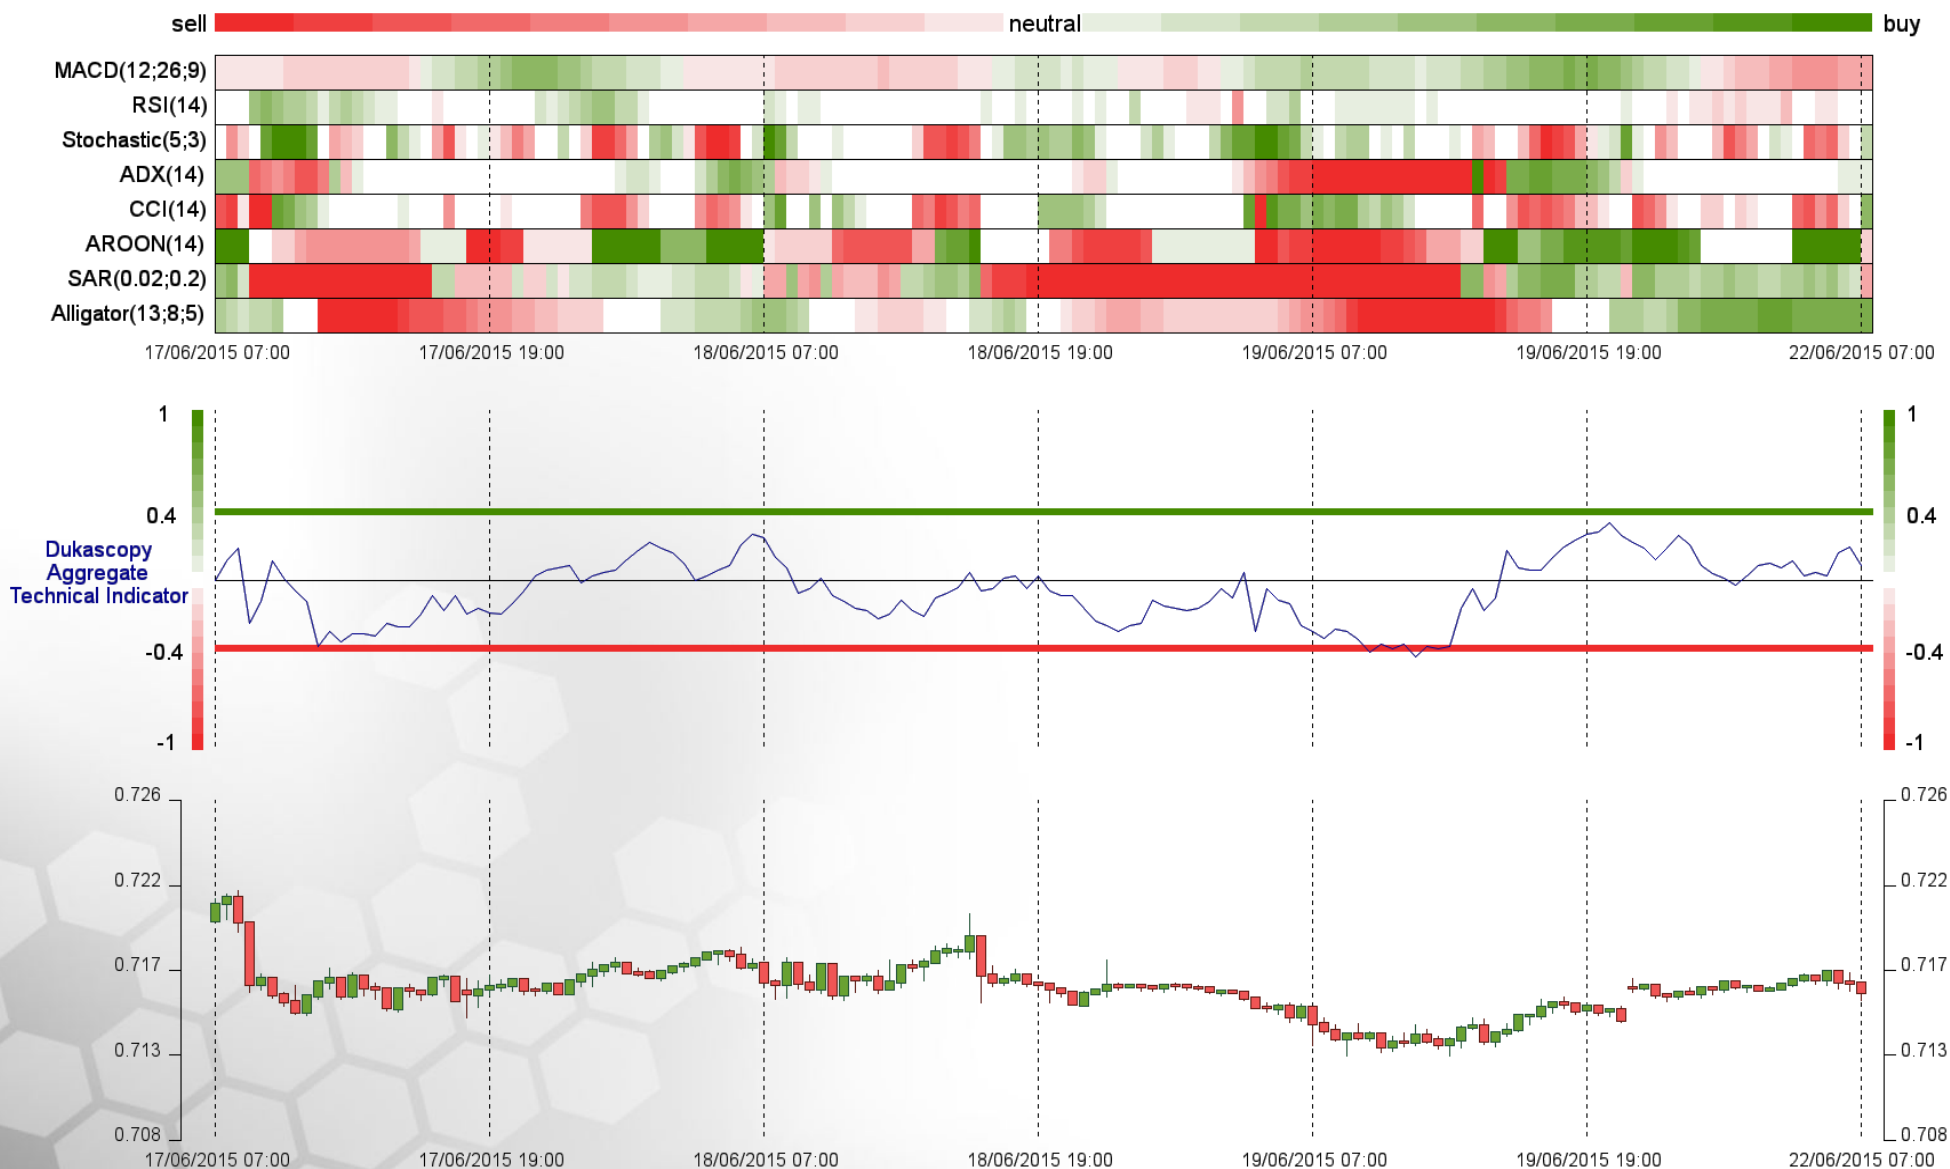 sell neutral buy
MACD(12;26;9)
RSI(14)
Stochastic(5;3)
ADX(14)
CCI(14)
AROON(14)
SAR(0.02;0.2)
Alligator(13;8;5)
17/06/2015 07:00 17/06/2015 19:00 18/06/2015 07:00 18/06/2015 19:00 19/06/2015 07:00 19/06/2015 19:00 22/06/2015 07:00
1 1
0.4 0.4
Dukascopy
Aggregate
Technical Indicator
-0.4 -0.4
-1 -1
0.726 0.726
0.722 0.722
0.717 0.717
0.713 0.713
0.708 0.708
17/06/2015 07:00 17/06/2015 19:00 18/06/2015 07:00 18/06/2015 19:00 19/06/2015 07:00 19/06/2015 19:00 22/06/2015 07:00